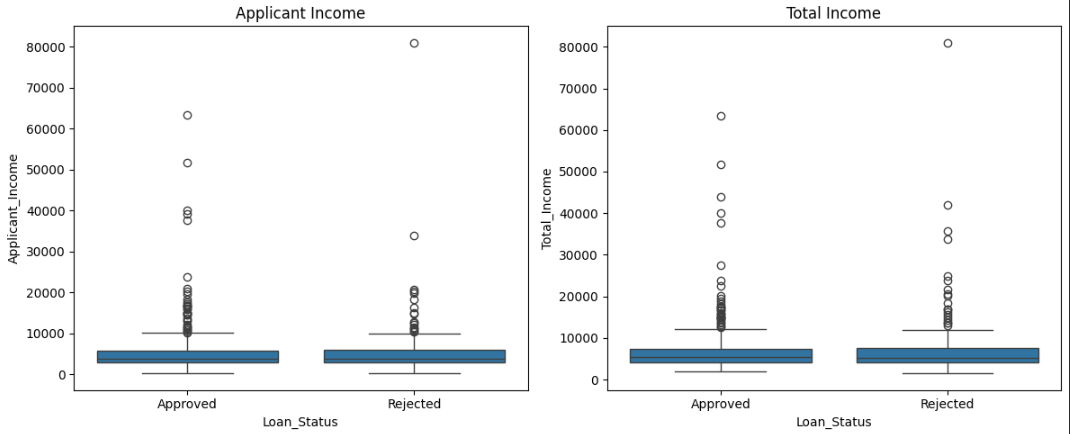 Applicant Income
80000
70000
60000
50000
40000
30000
20000
10000
0
Applicant_Income
Approved
Rejected
Loan_Status
Total Income
80000
70000
60000
50000
40000
30000
20000
10000
0
Total_Income
Approved
Rejected
Loan_Status